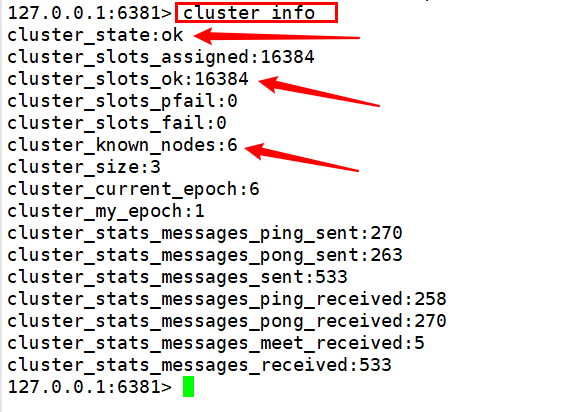 127.0.0.1:6381> cluster info
cluster_state:ok
cluster_slots_assigned:16384
cluster_slots_ok:16384
cluster_slots_pfail:0
cluster_slots_fail:0
cluster_known_nodes:6
cluster_size:3
cluster_current_epoch:6
cluster_my_epoch:1
cluster_stats_messages_ping_sent:270
cluster_stats_messages_pong_sent:263
cluster_stats_messages_sent:533
cluster_stats_messages_ping_received:258
cluster_stats_messages_pong_received:270
cluster_stats_messages_meet_received:5
cluster_stats_messages_received:533
127.0.0.1:6381>